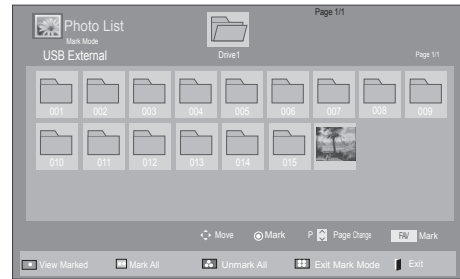 Page 1/1
Photo List
Mark Mode
USB External
Drive1
Page 1/1
001 002 003 004 005 006 007 008 009
010 011 012 013 014 015
Move Mark P Page Change FAV Mark
View Marked Mark All Unmark All Exit Mark Mode Exit